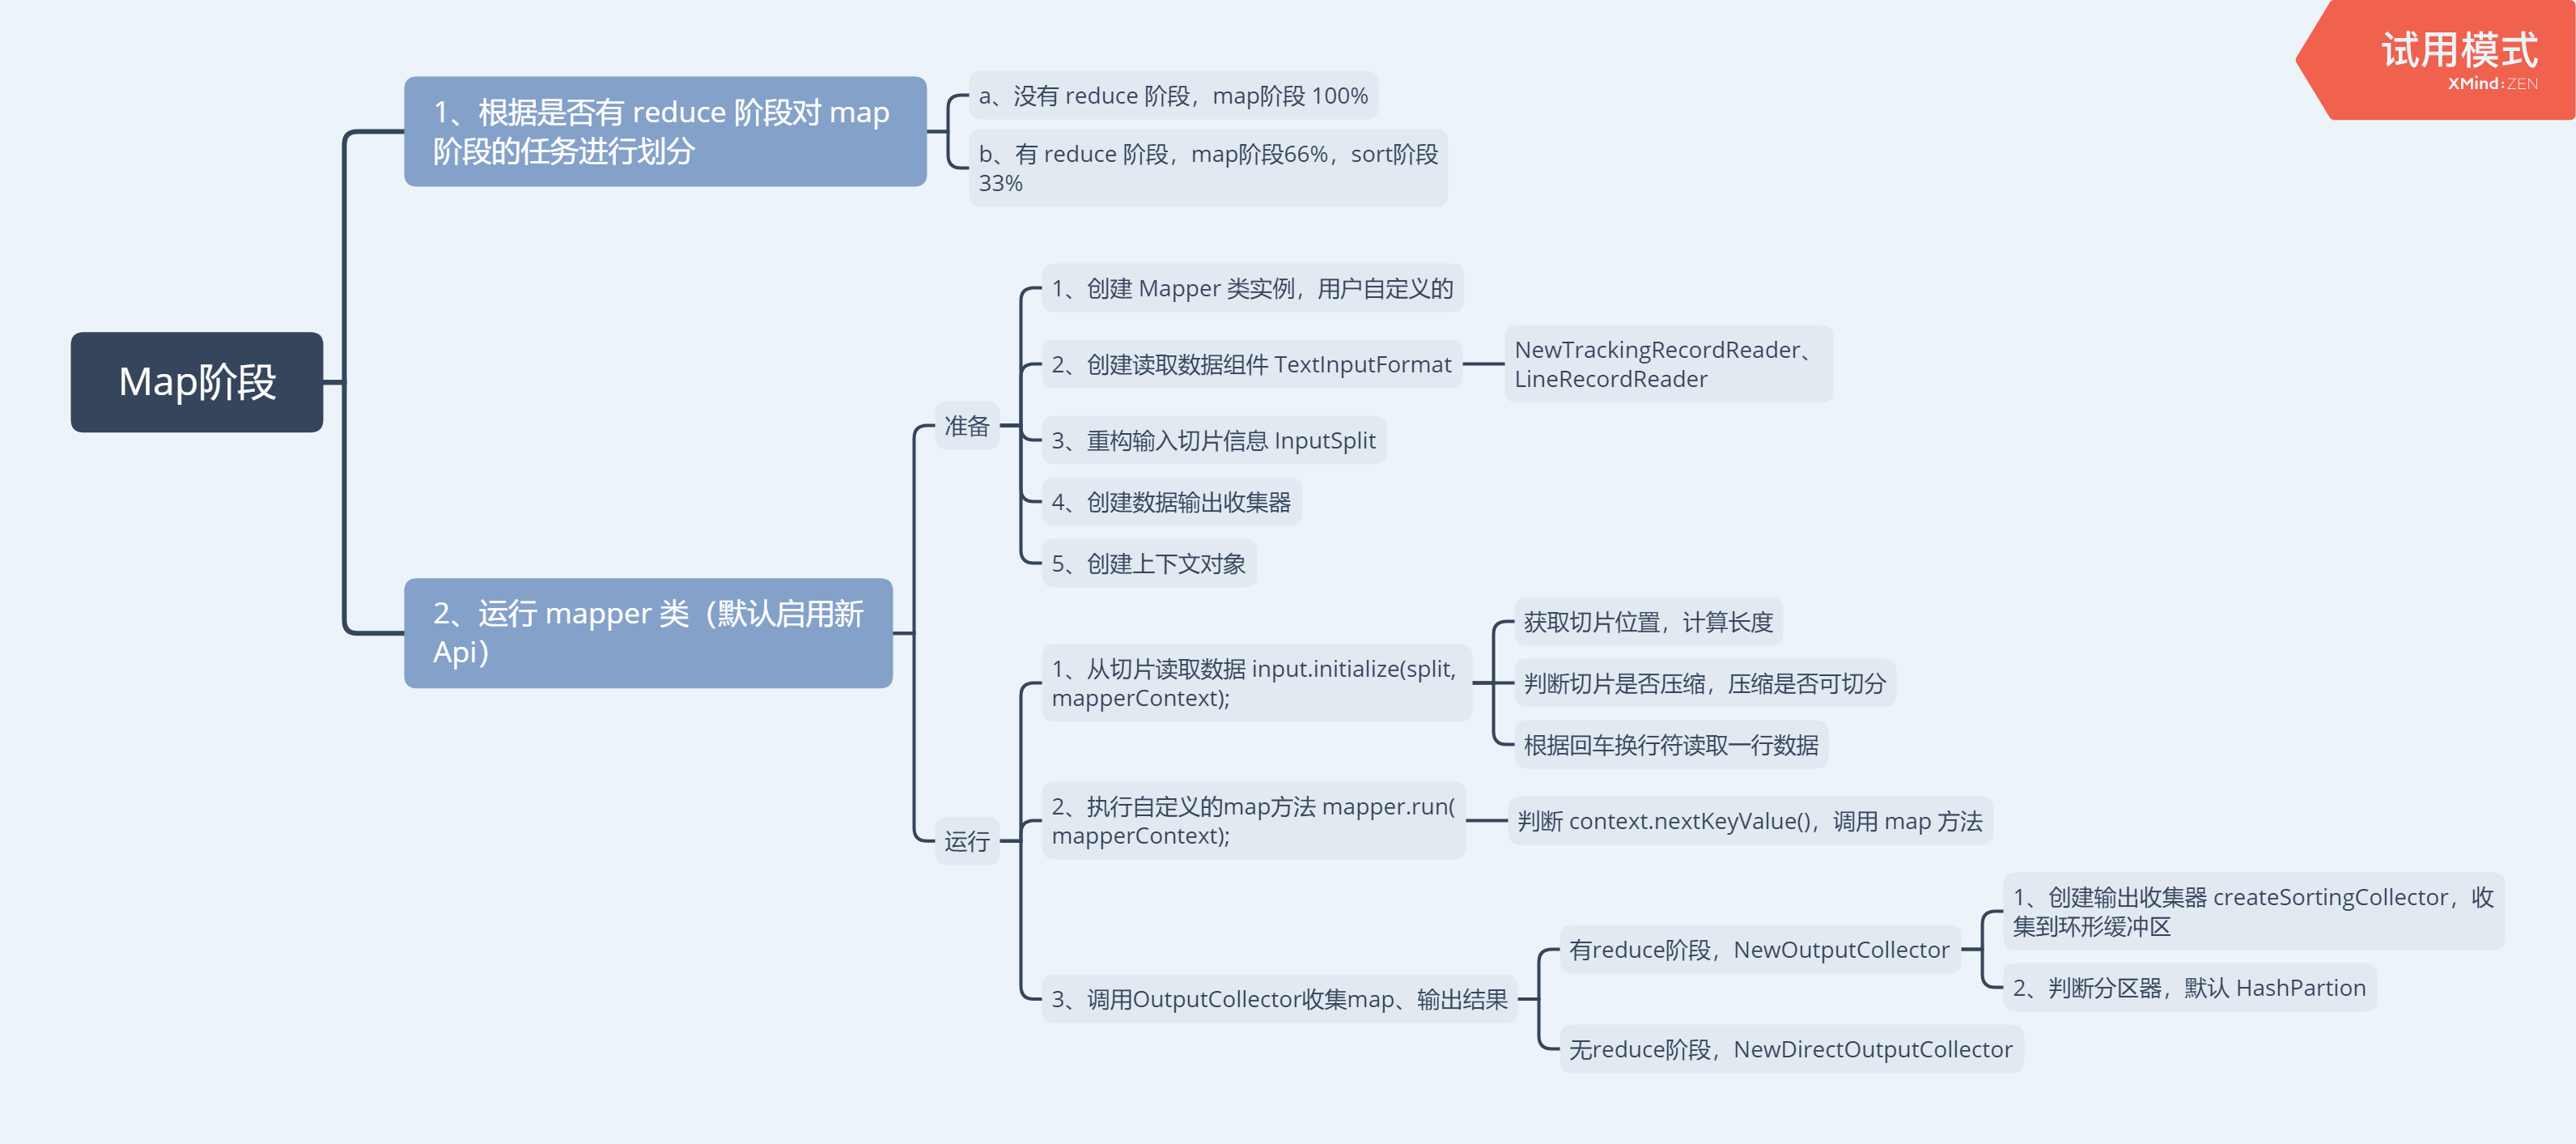 试用模式
XMind:ZEN
Map阶段
1、根据是否有 reduce 阶段对 map
阶段的任务进行划分
a、没有 reduce 阶段，map阶段 100%
b、有 reduce 阶段，map阶段66%，sort阶段
33%
2、运行 mapper 类（默认启用新
Api）
准备
1、创建 Mapper 类实例，用户自定义的
2、创建读取数据组件 TextInputFormat
NewTrackingRecordReader、
LineRecordReader
3、重构输入切片信息 InputSplit
4、创建数据输出收集器
5、创建上下文对象
运行
1、从切片读取数据 input.initialize(split,
mapperContext);
获取切片位置，计算长度
判断切片是否压缩，压缩是否可切分
根据回车换行符读取一行数据
2、执行自定义的map方法 mapper.run(
mapperContext);
判断 context.nextKeyValue()，调用 map 方法
3、调用OutputCollector收集map、输出结果
有reduce阶段，NewOutputCollector
1、创建输出收集器 createSortingCollector，收
集到环形缓冲区
2、判断分区器，默认 HashPartion
无reduce阶段，NewDirectOutputCollector